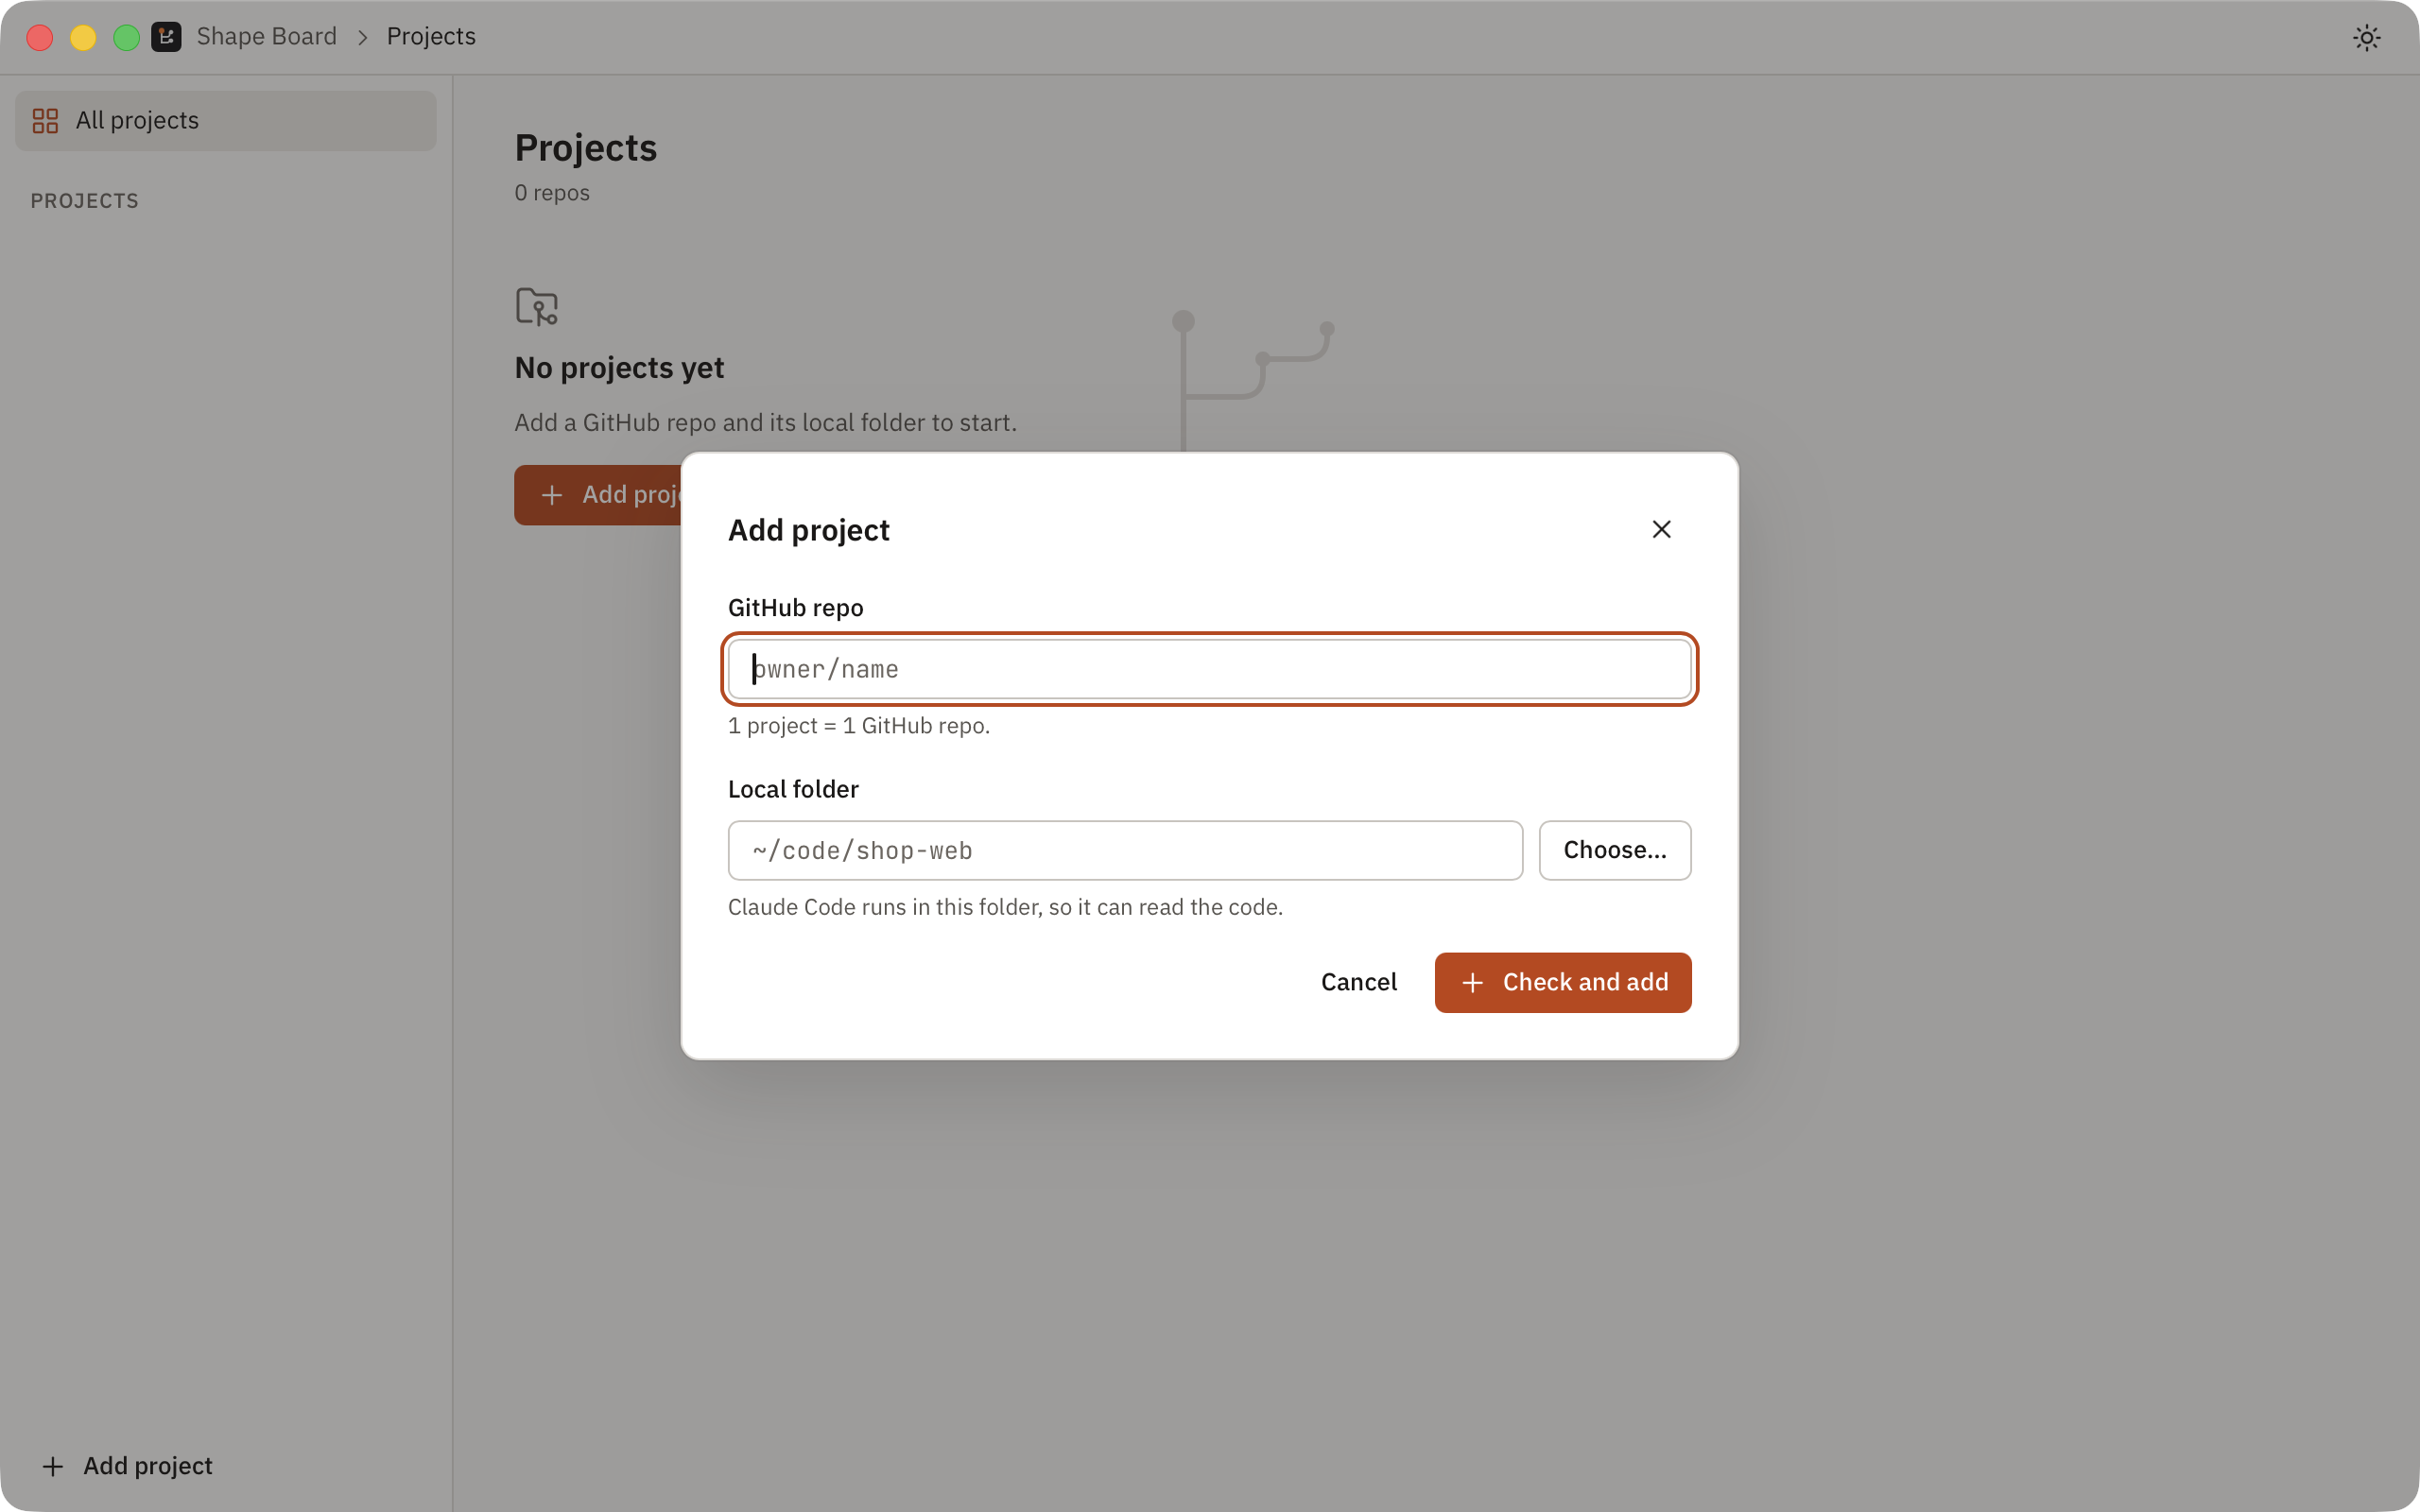 Shape Board > Projects
All projects
PROJECTS
Projects
0 repos
No projects yet
Add a GitHub repo and its local folder to start.
+ Add
Add project
GitHub repo
owner/name
1 project = 1 GitHub repo.
Local folder
~/code/shop-web
Choose...
Claude Code runs in this folder, so it can read the code.
Cancel
+ Check and add
+ Add project